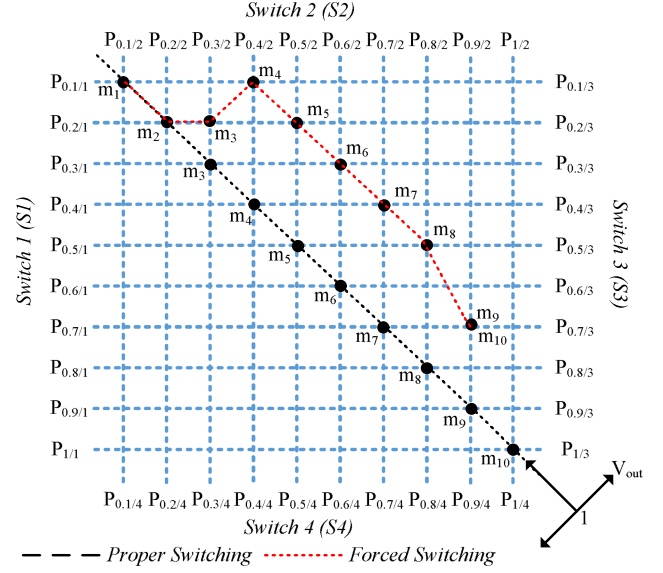 Switch 2 (S2)
P0.1/2 P0.2/2 P0.3/2 P0.4/2 P0.5/2 P0.6/2 P0.7/2 P0.8/2 P0.9/2 P1/2
P0.1/1 m1 m4 P0.1/3
P0.2/1 m2 m3 m5 P0.2/3
P0.3/1 m3 m6 P0.3/3
P0.4/1 m4 m7 P0.4/3
P0.5/1 m5 m8 P0.5/3
P0.6/1 m6 P0.6/3
P0.7/1 m7 m9 m10 P0.7/3
P0.8/1 m8 P0.8/3
P0.9/1 m9 P0.9/3
P1/1 m10 P1/3
Switch 1 (S1)
Switch 3 (S3)
Vout
1
P0.1/4 P0.2/4 P0.3/4 P0.4/4 P0.5/4 P0.6/4 P0.7/4 P0.8/4 P0.9/4 P1/4
Switch 4 (S4)
Proper Switching Forced Switching